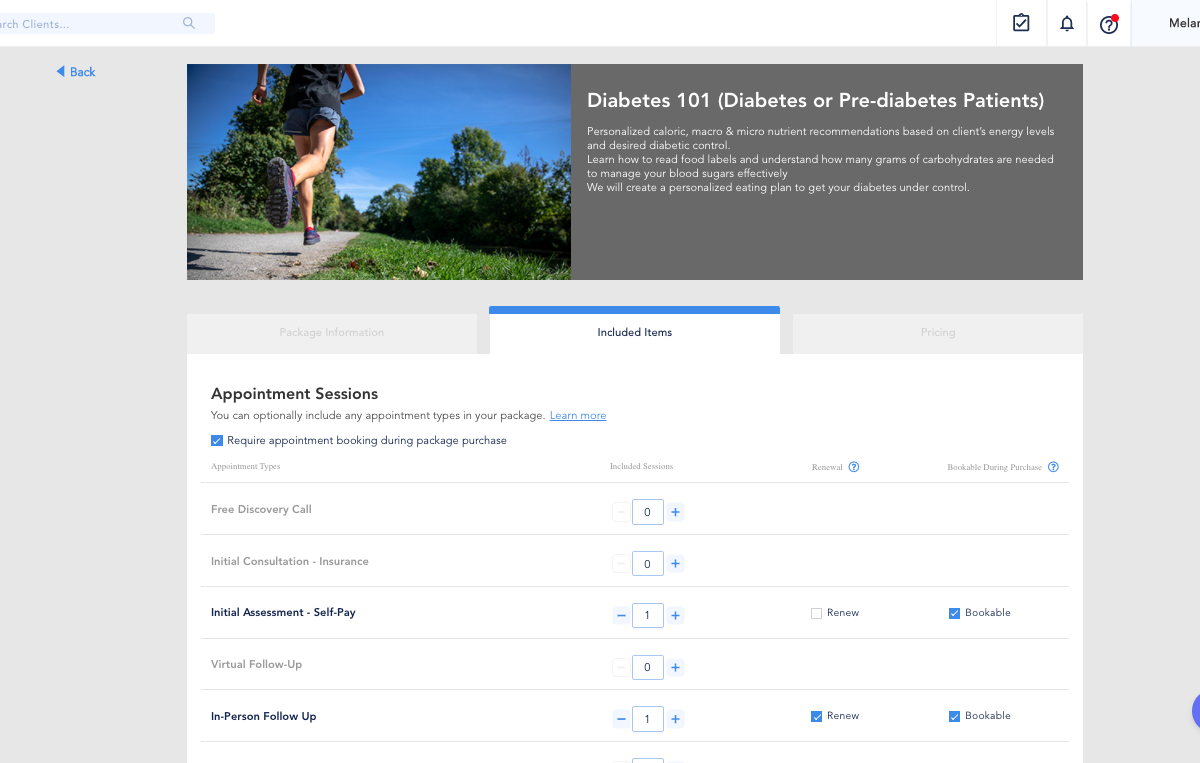 rch Clients...
Melan
Back
Diabetes 101 (Diabetes or Pre-diabetes Patients)
Personalized caloric, macro & micro nutrient recommendations based on client's energy levels
and desired diabetic control.
Learn how to read food labels and understand how many grams of carbohydrates are needed
to manage your blood sugars effectively
We will create a personalized eating plan to get your diabetes under control.
Package Information
Included Items
Pricing
Appointment Sessions
You can optionally include any appointment types in your package. Learn more
Require appointment booking during package purchase
Appointment Types Included Sessions Renewal ? Bookable During Purchase ?
Free Discovery Call − 0 +
Initial Consultation - Insurance − 0 +
Initial Assessment - Self-Pay − 1 + Renew Bookable
Virtual Follow-Up − 0 +
In-Person Follow Up − 1 + Renew Bookable